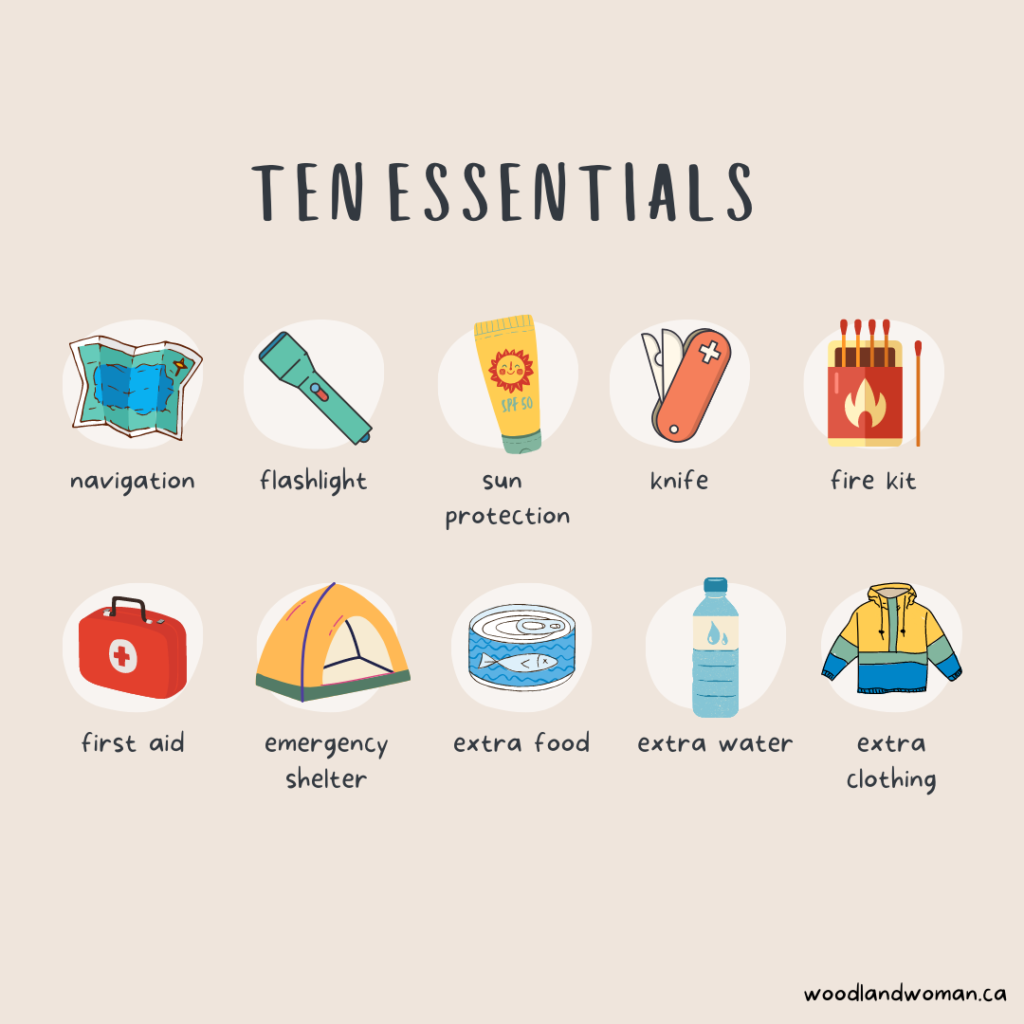 TEN ESSENTIALS
SPF 50
navigation
flashlight
sun
protection
knife
fire kit
first aid
emergency
shelter
extra food
extra water
extra
clothing
woodlandwoman.ca